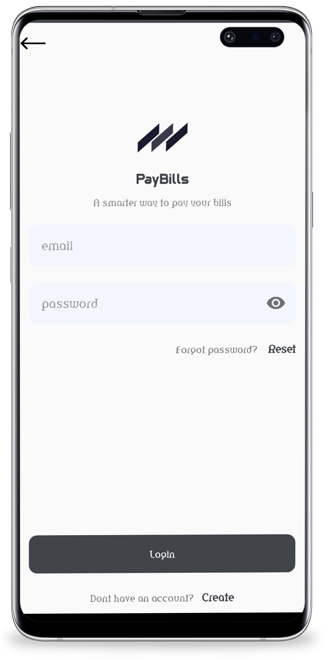 PayBills
A smarter way to pay your bills
email
password
Forgot password? Reset
Login
Dont have an account? Create